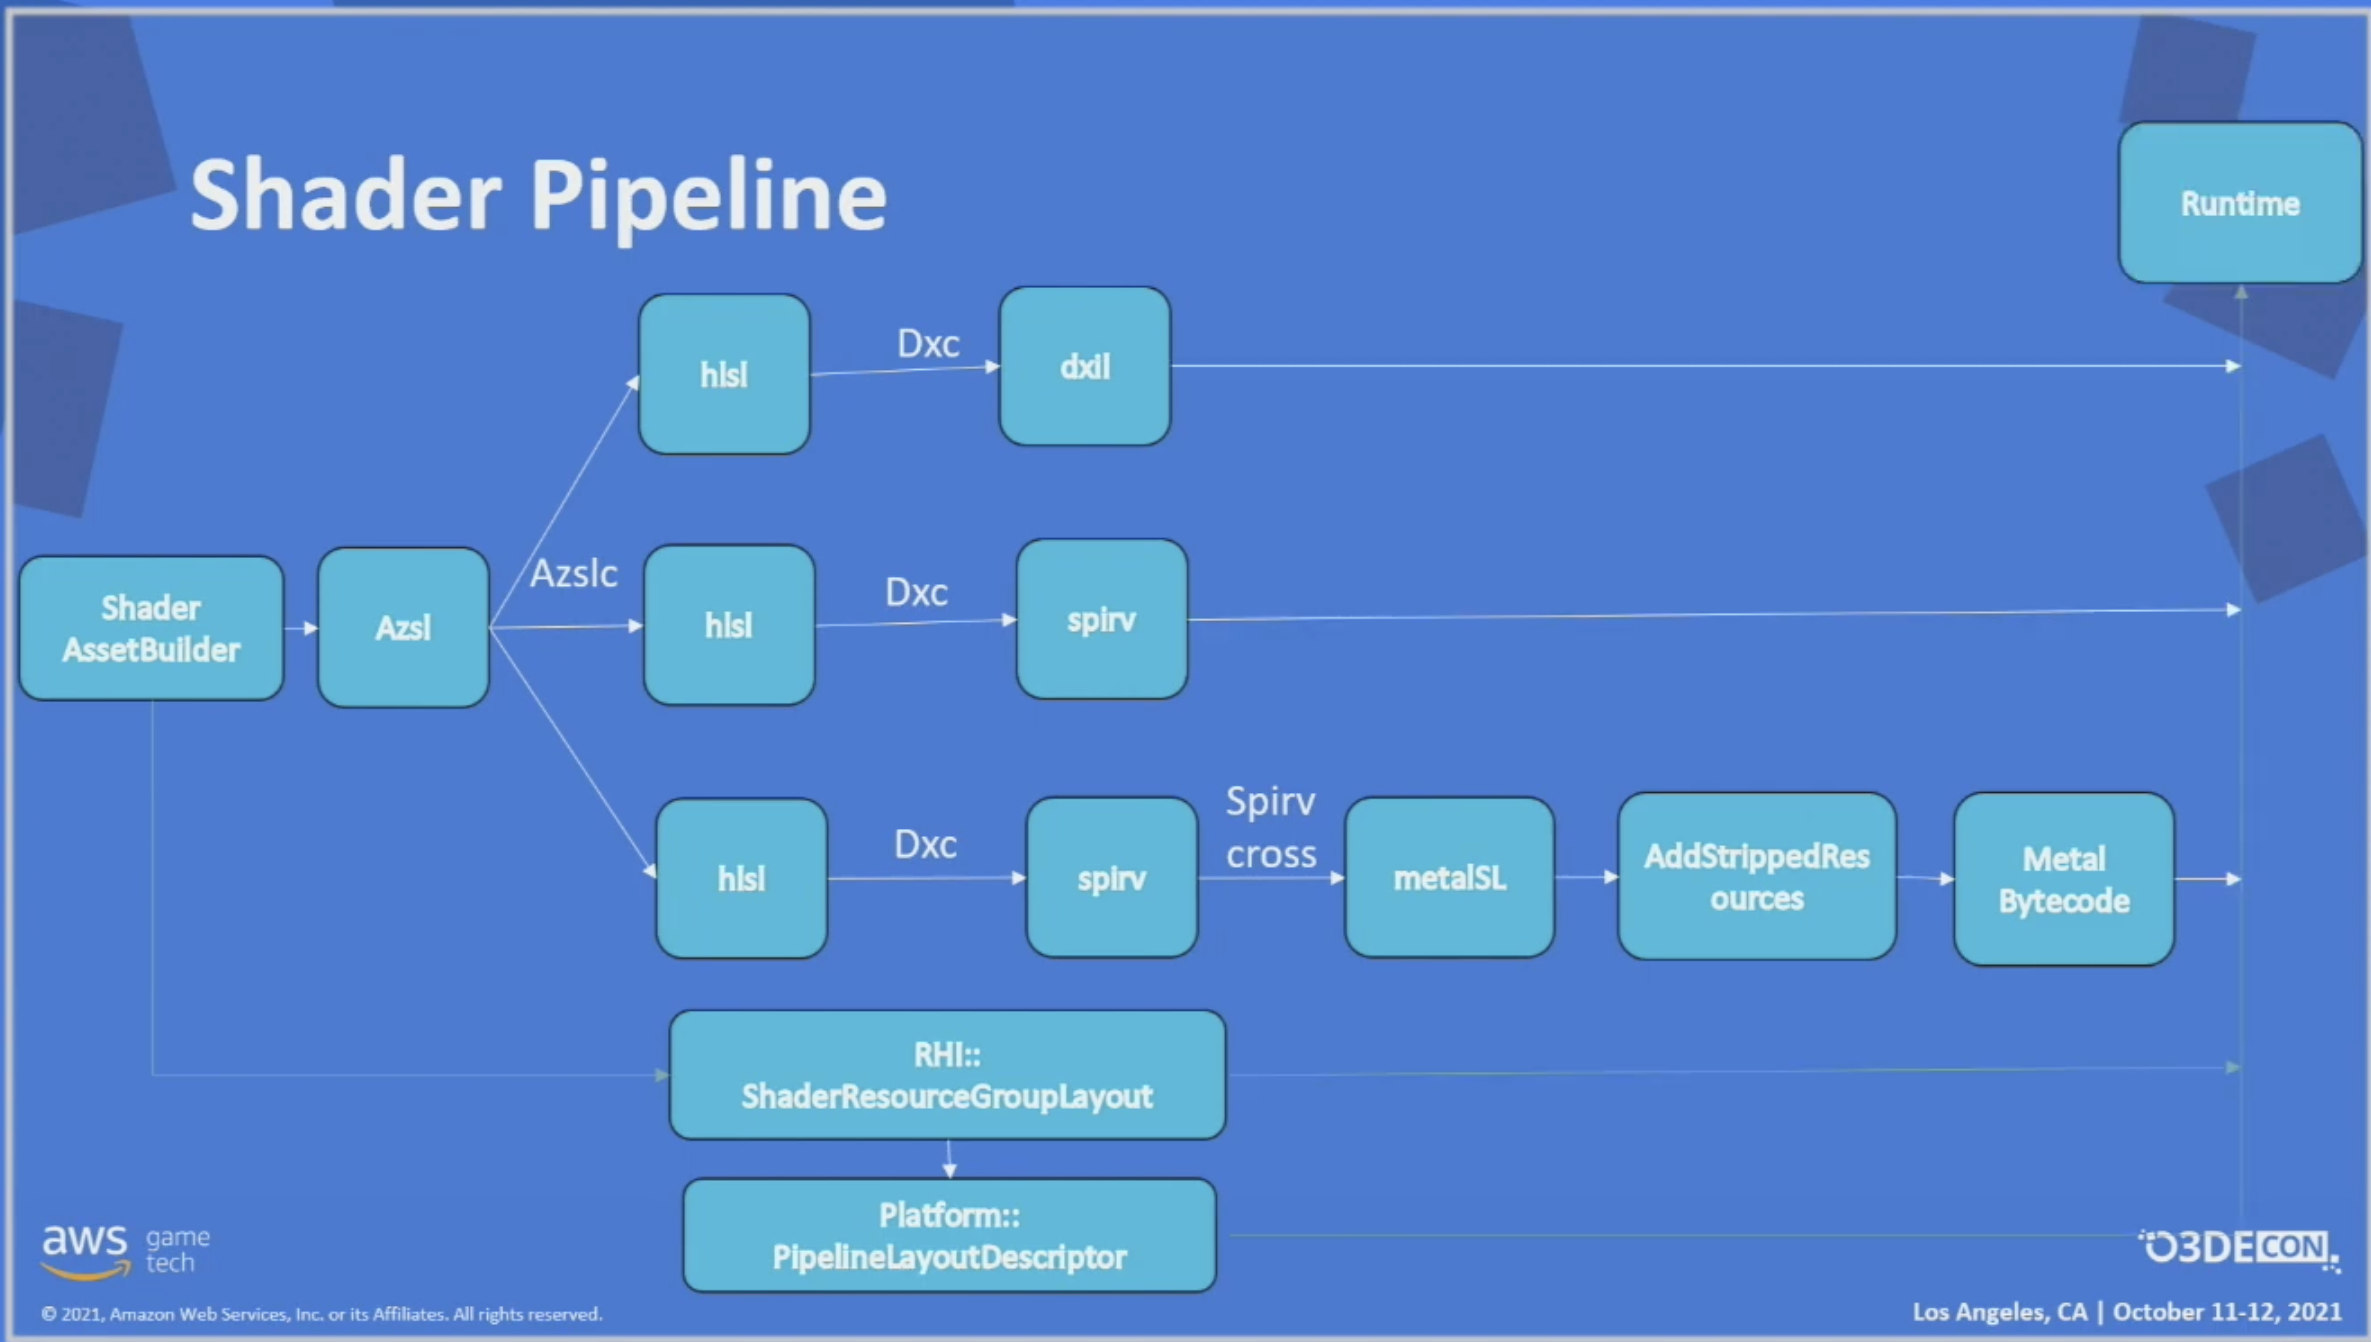 Shader Pipeline
Runtime
hlsl
Dxc
dxil
Shader
AssetBuilder
Azsl
Azslc
hlsl
Dxc
spirv
hlsl
Dxc
spirv
Spirv
cross
metalSL
AddStrippedRes
ources
Metal
Bytecode
RHI::
ShaderResourceGroupLayout
Platform::
PipelineLayoutDescriptor
aws game
tech
O3DECON
© 2021, Amazon Web Services, Inc. or its Affiliates. All rights reserved.
Los Angeles, CA | October 11-12, 2021